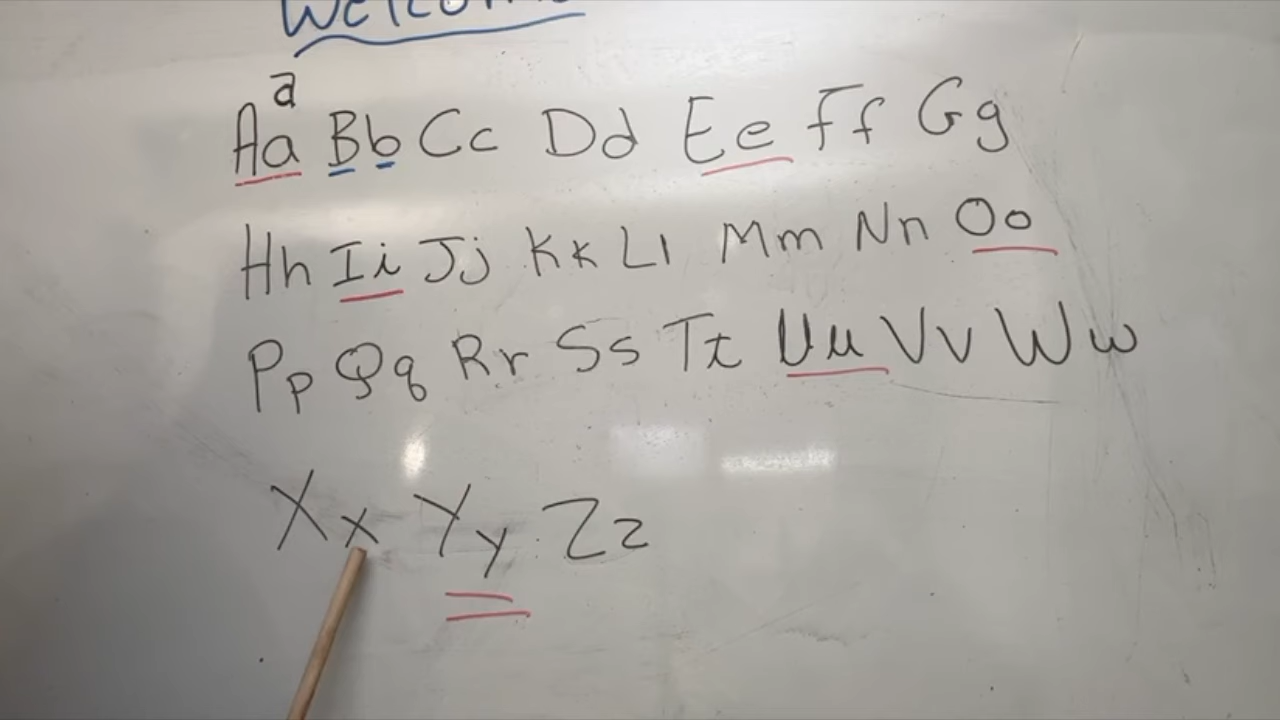 Welcome
a
Aa Bb Cc Dd Ee Ff Gg
Hh Ii Jj Kk Ll Mm Nn Oo
Pp Qq Rr Ss Tt Uu Vv Ww
Xx Yy Zz